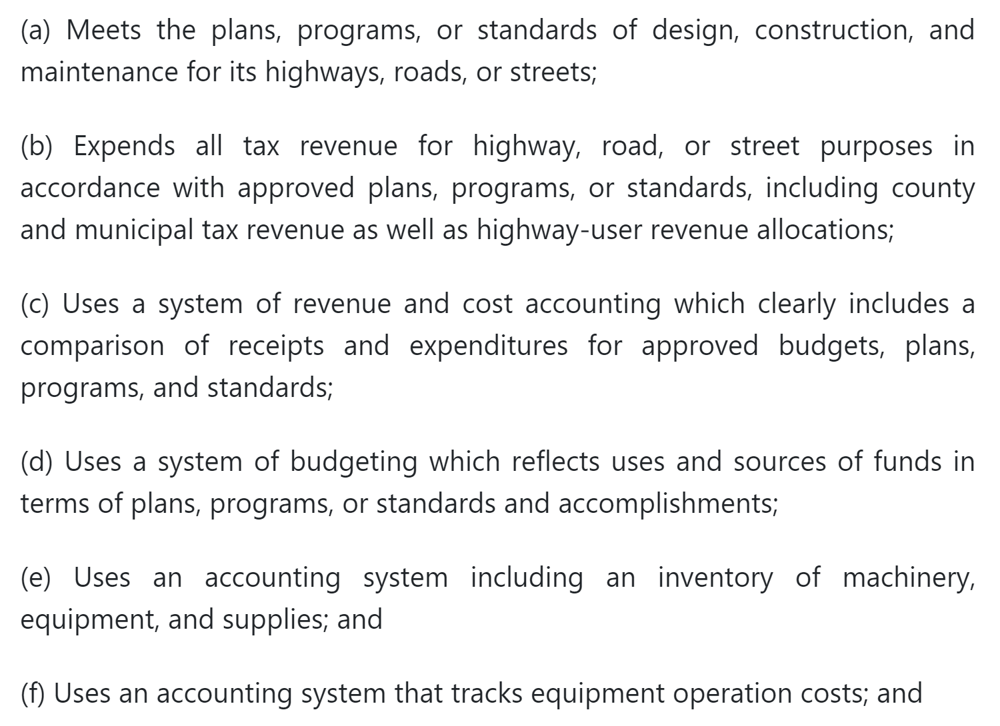 (a) Meets the plans, programs, or standards of design, construction, and
maintenance for its highways, roads, or streets;
(b) Expends all tax revenue for highway, road, or street purposes in
accordance with approved plans, programs, or standards, including county
and municipal tax revenue as well as highway-user revenue allocations;
(c) Uses a system of revenue and cost accounting which clearly includes a
comparison of receipts and expenditures for approved budgets, plans,
programs, and standards;
(d) Uses a system of budgeting which reflects uses and sources of funds in
terms of plans, programs, or standards and accomplishments;
(e) Uses an accounting system including an inventory of machinery,
equipment, and supplies; and
(f) Uses an accounting system that tracks equipment operation costs; and